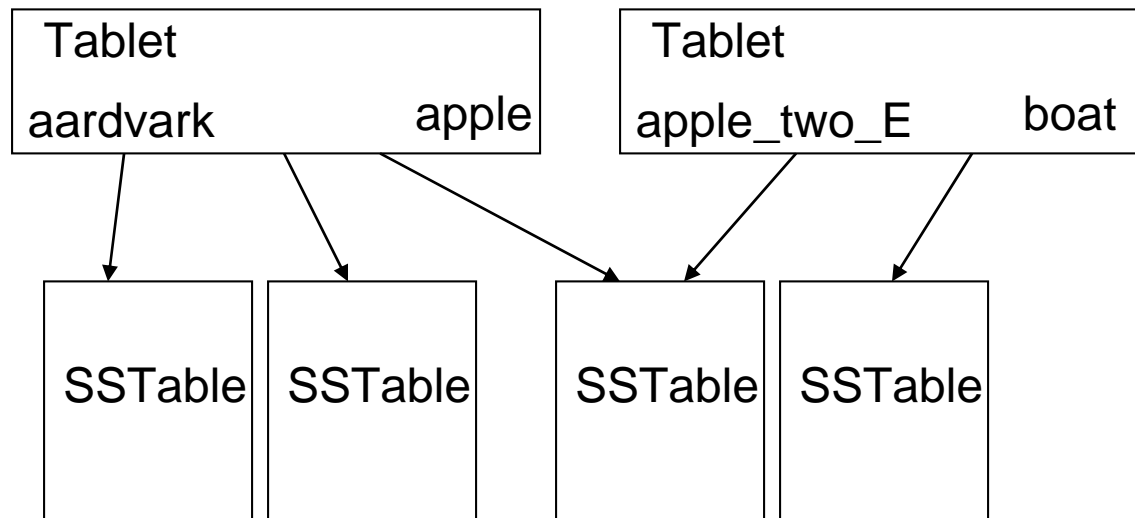 Tablet
aardvark apple
Tablet
apple_two_E boat
SSTable SSTable SSTable SSTable